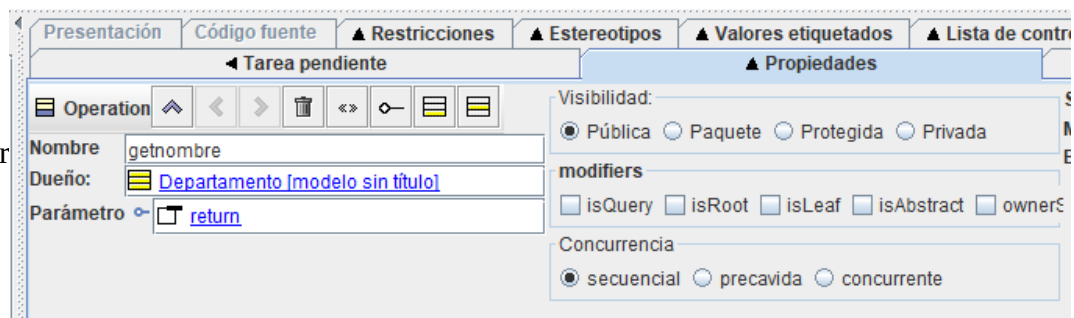 Presentación Código fuente Restricciones Estereotipos Valores etiquetados Lista de contr
Tarea pendiente Propiedades
Operation
Visibilidad:
Pública Paquete Protegida Privada
Nombre getnombre
Dueño: Departamento [modelo sin título]
Parámetro return
modifiers
isQuery isRoot isLeaf isAbstract ownerS
Concurrencia
secuencial precavida concurrente
r